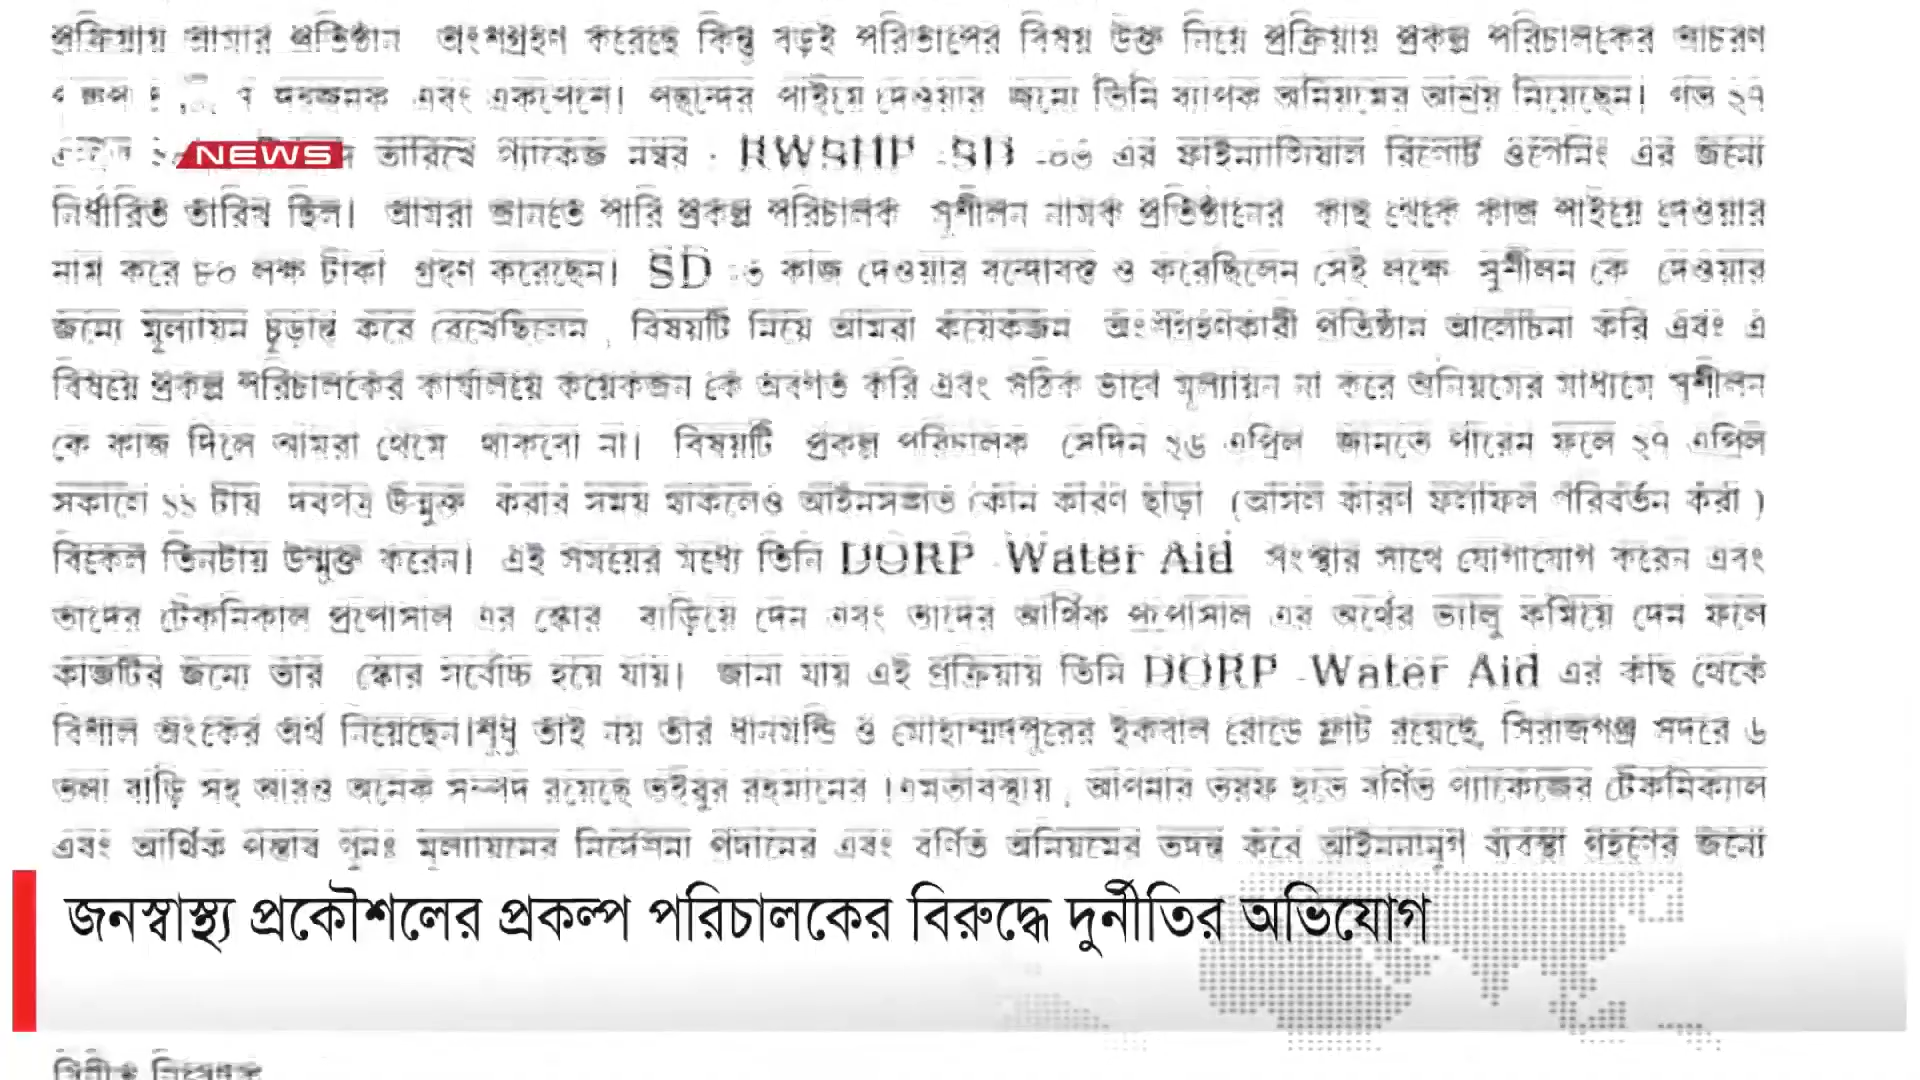 প্রক্রিয়ায় আমার প্রতিষ্ঠান অংশগ্রহণ করেছে কিন্তু বড়ই পরিতাপের বিষয় উক্ত নিয়ে প্রক্রিয়ায় প্রকল্প পরিচালকের আচরণ
এবং একপেশে। পছন্দের পাইয়ে দেওয়ার জন্যে তিনি ব্যাপক অনিয়মের আশ্রয় নিয়েছেন। গত ২৭
NEWS
তারিখে প্যাকেজ নম্বর এর ফাইন্যান্সিয়াল রিপোর্ট ওপেনিং এর জন্যে
নির্ধারিত তারিখ ছিল। আমরা জানতে পারি প্রকল্প পরিচালক সুশীলন নামক প্রতিষ্ঠানের কাছ থেকে কাজ পাইয়ে দেওয়ার
নাম করে ৮০ লক্ষ টাকা গ্রহণ করেছেন। SD কাজ দেওয়ার বন্দোবস্ত ও করেছিলেন সেই লক্ষে সুশীলন কে দেওয়ার
জন্যে মূল্যায়ন চূড়ান্ত করে রেখেছিলেন , বিষয়টি নিয়ে আমরা কয়েকজন অংশগ্রহণকারী প্রতিষ্ঠান আলোচনা করি এবং এ
বিষয়ে প্রকল্প পরিচালকের কার্যালয়ে কয়েকজন কে অবগত করি এবং সঠিক ভাবে মূল্যায়ন না করে অনিয়মের মাধ্যমে সুশীলন
কে কাজ দিলে আমরা থেমে থাকবো না। বিষয়টি প্রকল্প পরিচালক সেদিন ২৬ এপ্রিল জানতে পারেন ফলে ২৭ এপ্রিল
সকালে ১১ টায় দরপত্র উন্মুক্ত করার সময় থাকলেও আইনসঙ্গত কোন কারণ ছাড়া (আসল কারণ ফলাফল পরিবর্তন করা )
বিকেল তিনটায় উন্মুক্ত করেন। এই সময়ের মধ্যে তিনি DORP -Water Aid সংস্থার সাথে যোগাযোগ করেন এবং
তাদের টেকনিকাল প্রপোসাল এর স্কোর বাড়িয়ে দেন এবং তাদের আর্থিক প্রপোসাল এর অর্থের ভ্যালু কমিয়ে দেন ফলে
কাজটির জন্যে তার স্কোর সর্বোচ্চ হয়ে যায়। জানা যায় এই প্রক্রিয়ায় তিনি DORP -Water Aid এর কাছ থেকে
বিশাল অংকের অর্থ নিয়েছেন।শুধু তাই নয় তার ধানমন্ডি ও মোহাম্মদপুরের ইকবাল রোডে ফ্লাট রয়েছে, সিরাজগঞ্জ সদরে ৬
তলা বাড়ি সহ আরও অনেক সম্পদ রয়েছে রহমানের ।এমতাবস্থায় , আপনার তরফ হতে বর্ণিত প্যাকেজের টেকনিক্যাল
এবং আর্থিক প্রস্তাব পুনঃ মূল্যায়নের নির্দেশনা প্রদানের এবং বর্ণিত অনিয়মের তদন্ত করে আইনানুগ ব্যবস্থা গ্রহণের জন্যে
জনস্বাস্থ্য প্রকৌশলের প্রকল্প পরিচালকের বিরুদ্ধে দুর্নীতির অভিযোগ